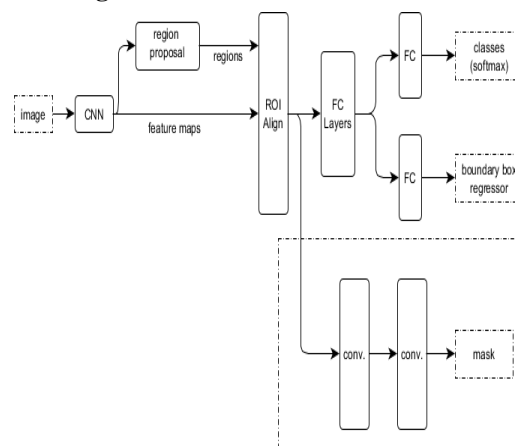 region
proposal
regions
image
CNN
feature maps
ROI
Align
FC
Layers
FC
classes
(softmax)
FC
boundary box
regressor
conv.
conv.
mask